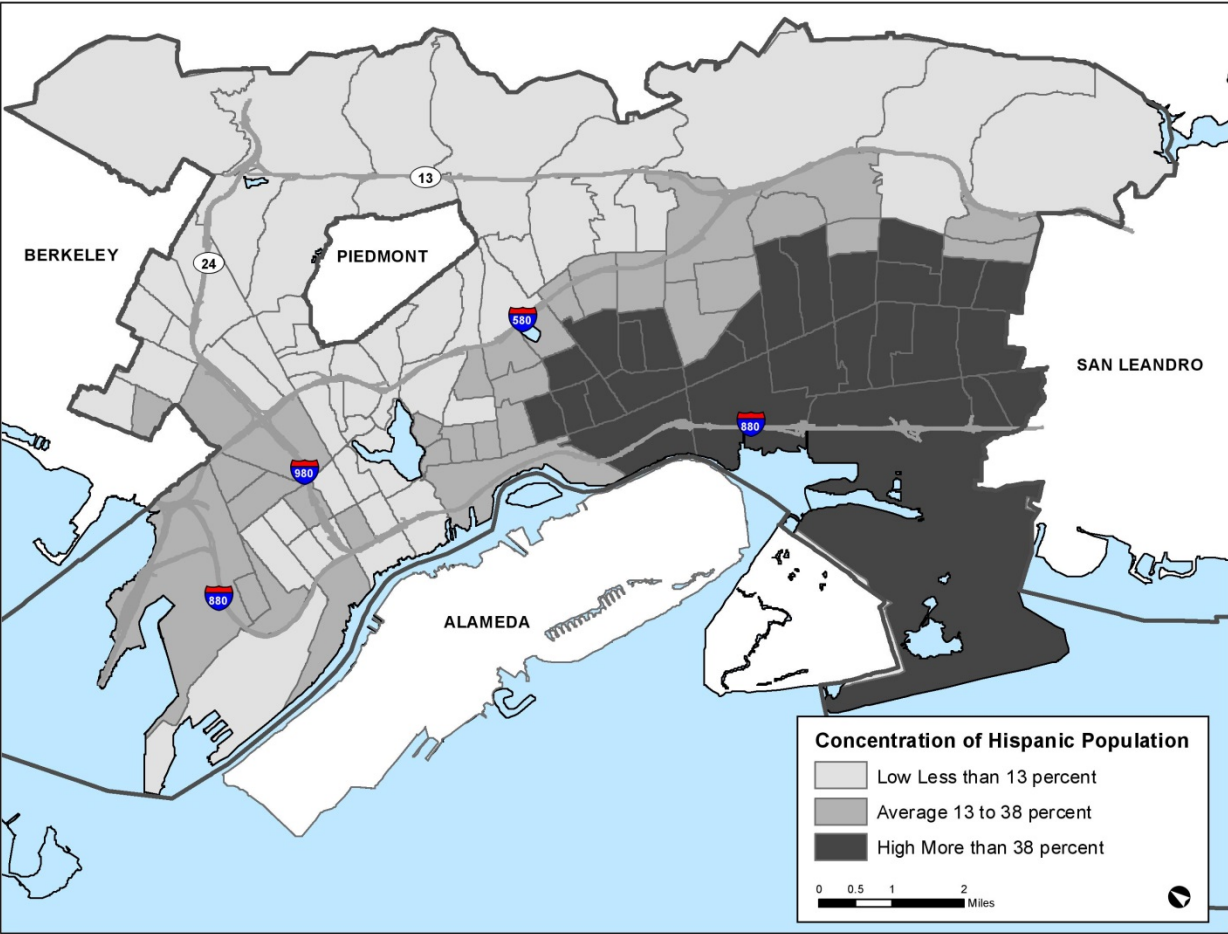 13
BERKELEY
PIEDMONT
24
580
SAN LEANDRO
880
980
880
ALAMEDA
Concentration of Hispanic Population
Low Less than 13 percent
Average 13 to 38 percent
High More than 38 percent
0 0.5 1 2
Miles